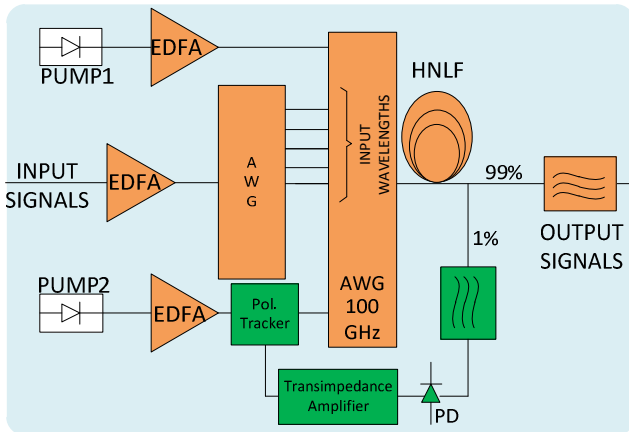 EDFA
PUMP1
HNLF
INPUT
WAVELENGTHS
A
W
G
INPUT
SIGNALS
EDFA
99%
1%
OUTPUT
SIGNALS
PUMP2
EDFA
Pol.
Tracker
AWG
100
GHz
Transimpedance
Amplifier
PD